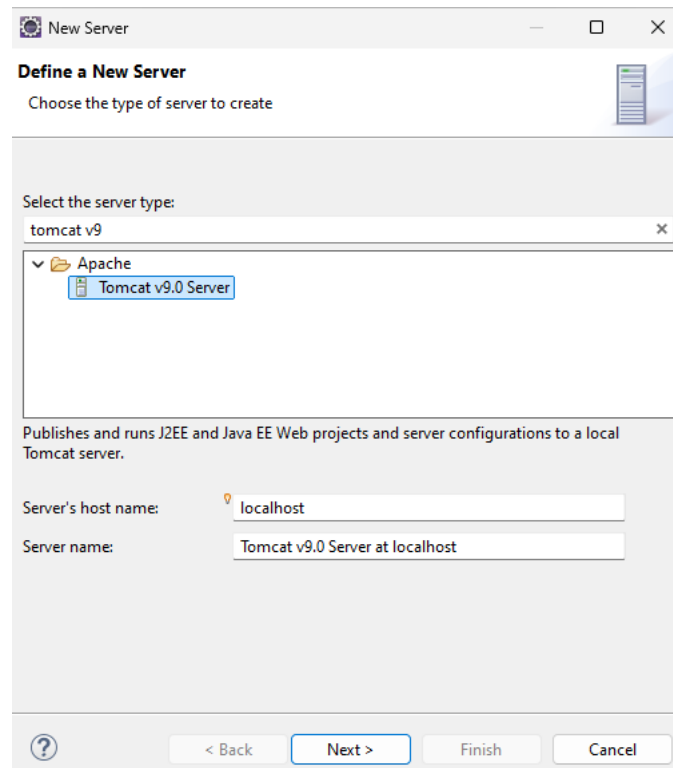 New Server
Define a New Server
Choose the type of server to create
Select the server type:
tomcat v9
Apache
Tomcat v9.0 Server
Publishes and runs J2EE and Java EE Web projects and server configurations to a local
Tomcat server.
Server's host name: localhost
Server name: Tomcat v9.0 Server at localhost
? < Back Next > Finish Cancel